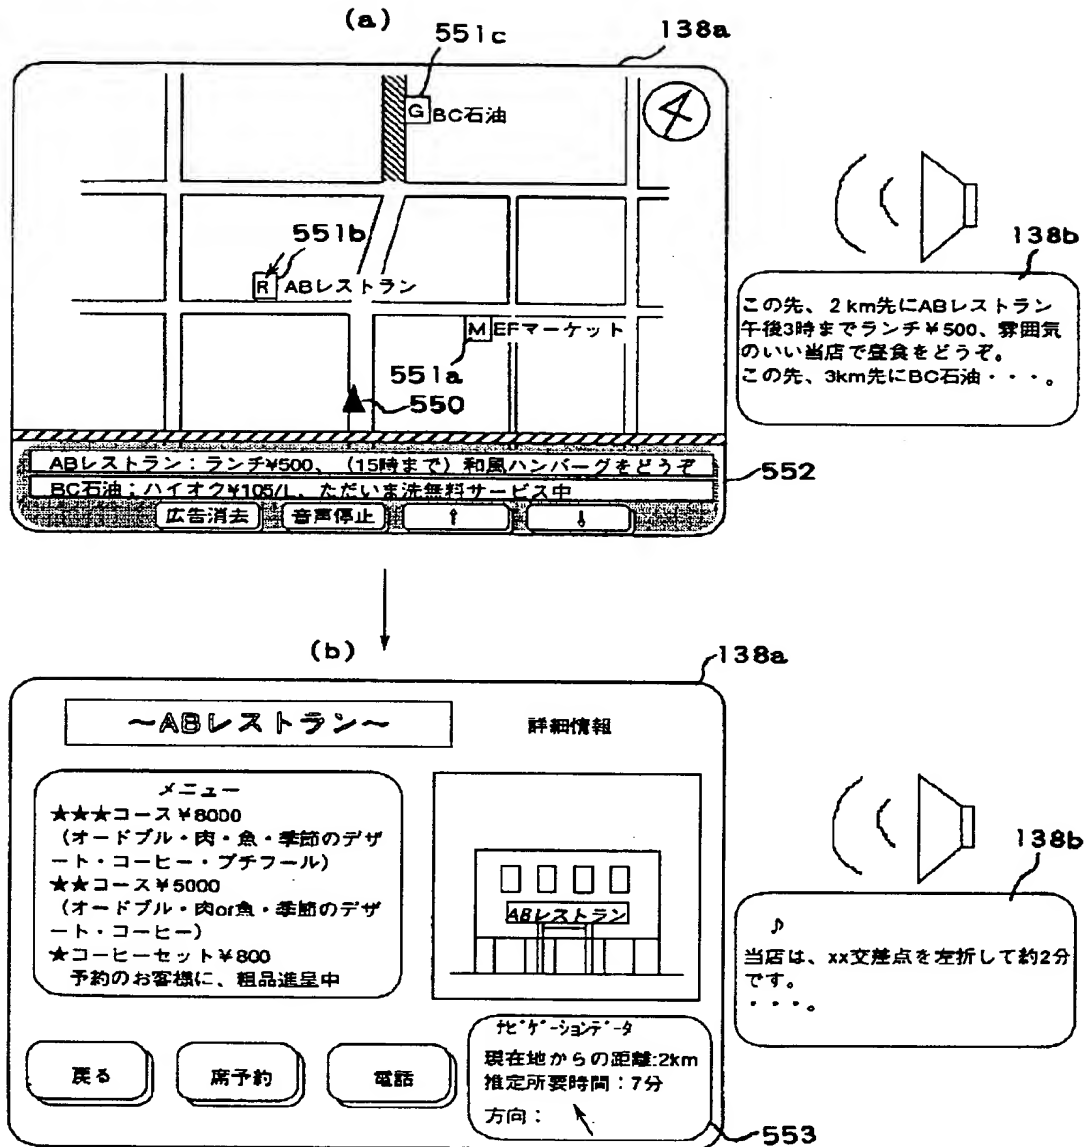 (a)
551c
138a
G BC石油
551b
R ABレストラン
M EFマーケット
551a
550
138b
この先、2km先にABレストラン
午後3時までランチ¥500、雰囲気
のいい当店で昼食をどうぞ。
この先、3km先にBC石油・・・。
ABレストラン：ランチ¥500、（15時まで）和風ハンバーグをどうぞ
BC石油：ハイオク¥105/L、ただいま洗無料サービス中
552
広告消去 音声停止 ↑ ↓
(b)
138a
～ABレストラン～
詳細情報
メニュー
★★★コース¥8000
（オードブル・肉・魚・季節のデザ
ート・コーヒー・プチフール）
★★コース¥5000
（オードブル・肉or魚・季節のデザ
ート・コーヒー）
★コーヒーセット¥800
予約のお客様に、粗品進呈中
ABレストラン
138b
♪
当店は、xx交差点を左折して約2分
です。
・・・。
戻る 席予約 電話
ﾅﾋﾞｹﾞｰｼｮﾝﾃﾞｰﾀ
現在地からの距離:2km
推定所要時間：7分
方向：
553